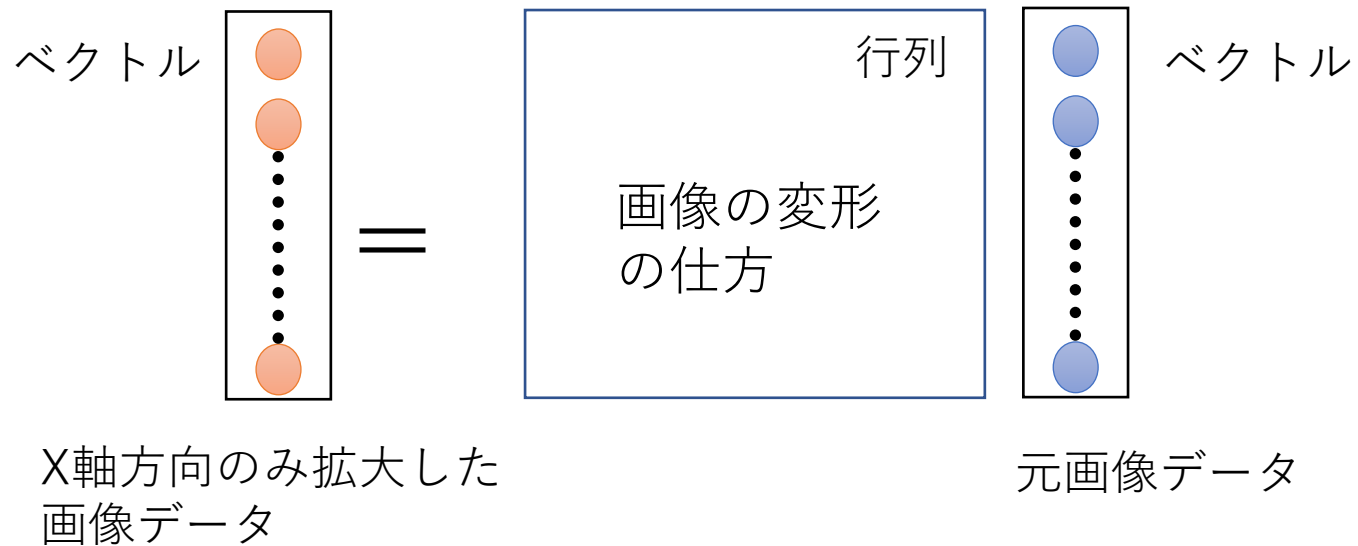 ベクトル
行列
ベクトル
画像の変形
の仕方
=
X軸方向のみ拡大した
画像データ
元画像データ